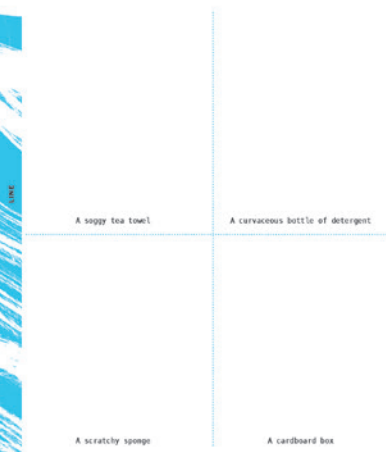 LINE
A soggy tea towel
A curvaceous bottle of detergent
A scratchy sponge
A cardboard box